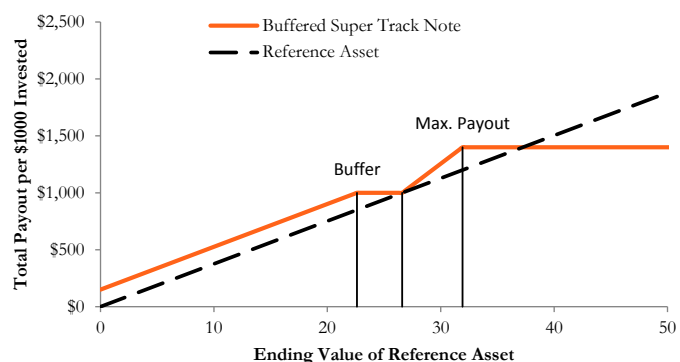 $2,500
$2,000
$1,500
$1,000
$500
$0
Total Payout per $1000 Invested
Buffered Super Track Note
Reference Asset
Max. Payout
Buffer
0 10 20 30 40 50
Ending Value of Reference Asset